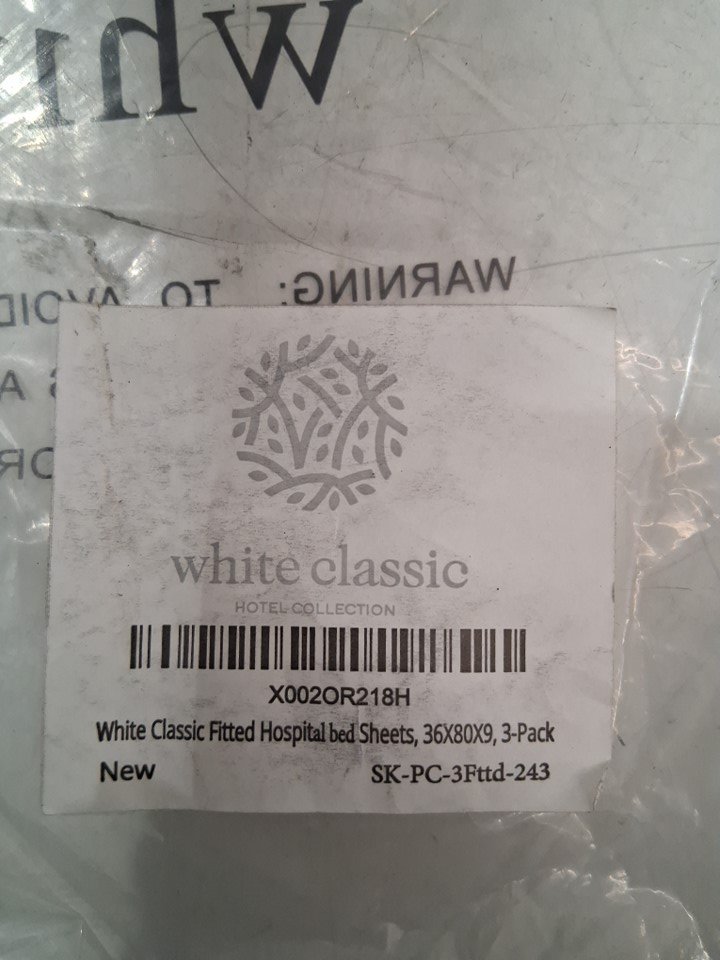 whi
WARNING: TO AVOID
white classic
HOTEL COLLECTION
X002OR218H
White Classic Fitted Hospital bed Sheets, 36X80X9, 3-Pack
New SK-PC-3Fttd-243